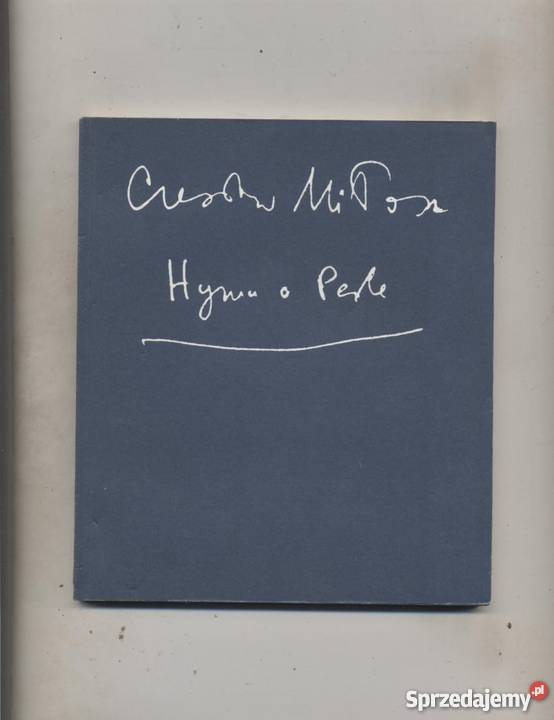 Czesław Miłosz
Hymn o Perle
Sprzedajemy.pl